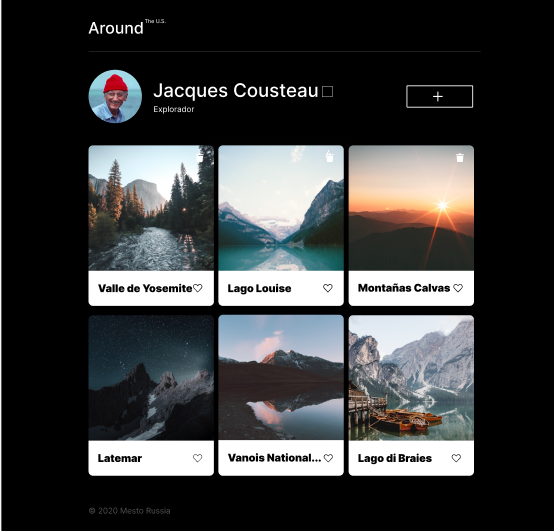 Around The U.S.
Jacques Cousteau
Explorador
Valle de Yosemite
Lago Louise
Montañas Calvas
Latemar
Vanois National...
Lago di Braies
© 2020 Mesto Russia